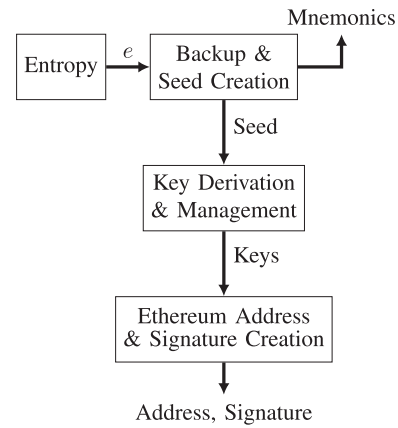 Mnemonics
Entropy
e
Backup &
Seed Creation
Seed
Key Derivation
& Management
Keys
Ethereum Address
& Signature Creation
Address, Signature